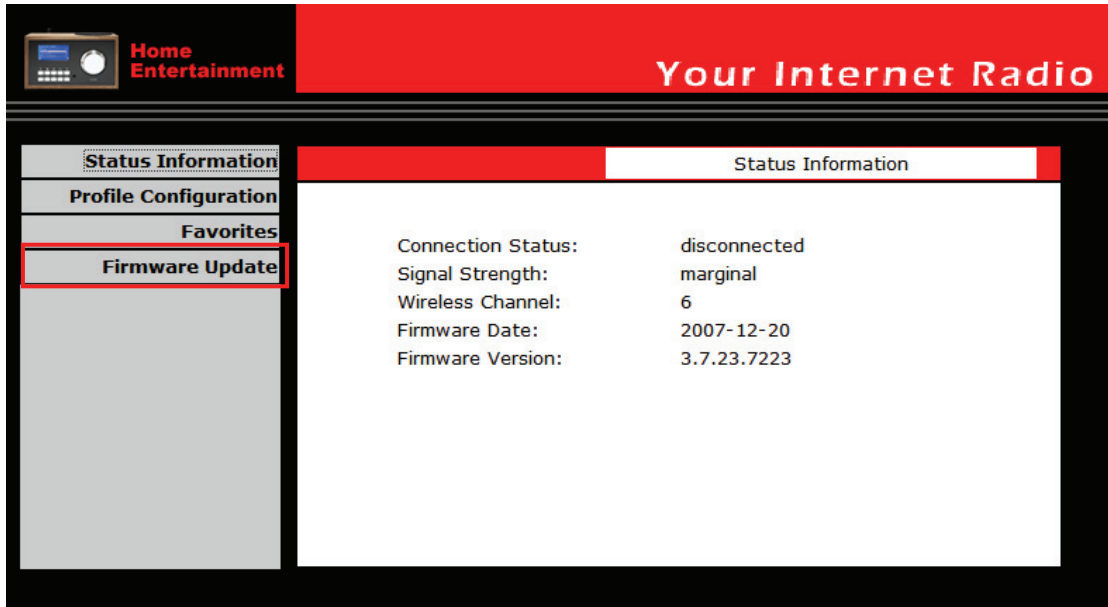 Home
Entertainment
Your Internet Radio
Status Information
Profile Configuration
Favorites
Firmware Update
Status Information
Connection Status: disconnected
Signal Strength: marginal
Wireless Channel: 6
Firmware Date: 2007-12-20
Firmware Version: 3.7.23.7223